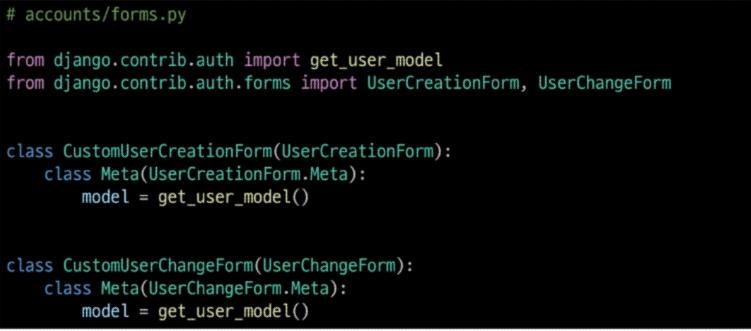 # accounts/forms.py
from django.contrib.auth import get_user_model
from django.contrib.auth.forms import UserCreationForm, UserChangeForm
class CustomUserCreationForm(UserCreationForm):
    class Meta(UserCreationForm.Meta):
        model = get_user_model()
class CustomUserChangeForm(UserChangeForm):
    class Meta(UserChangeForm.Meta):
        model = get_user_model()